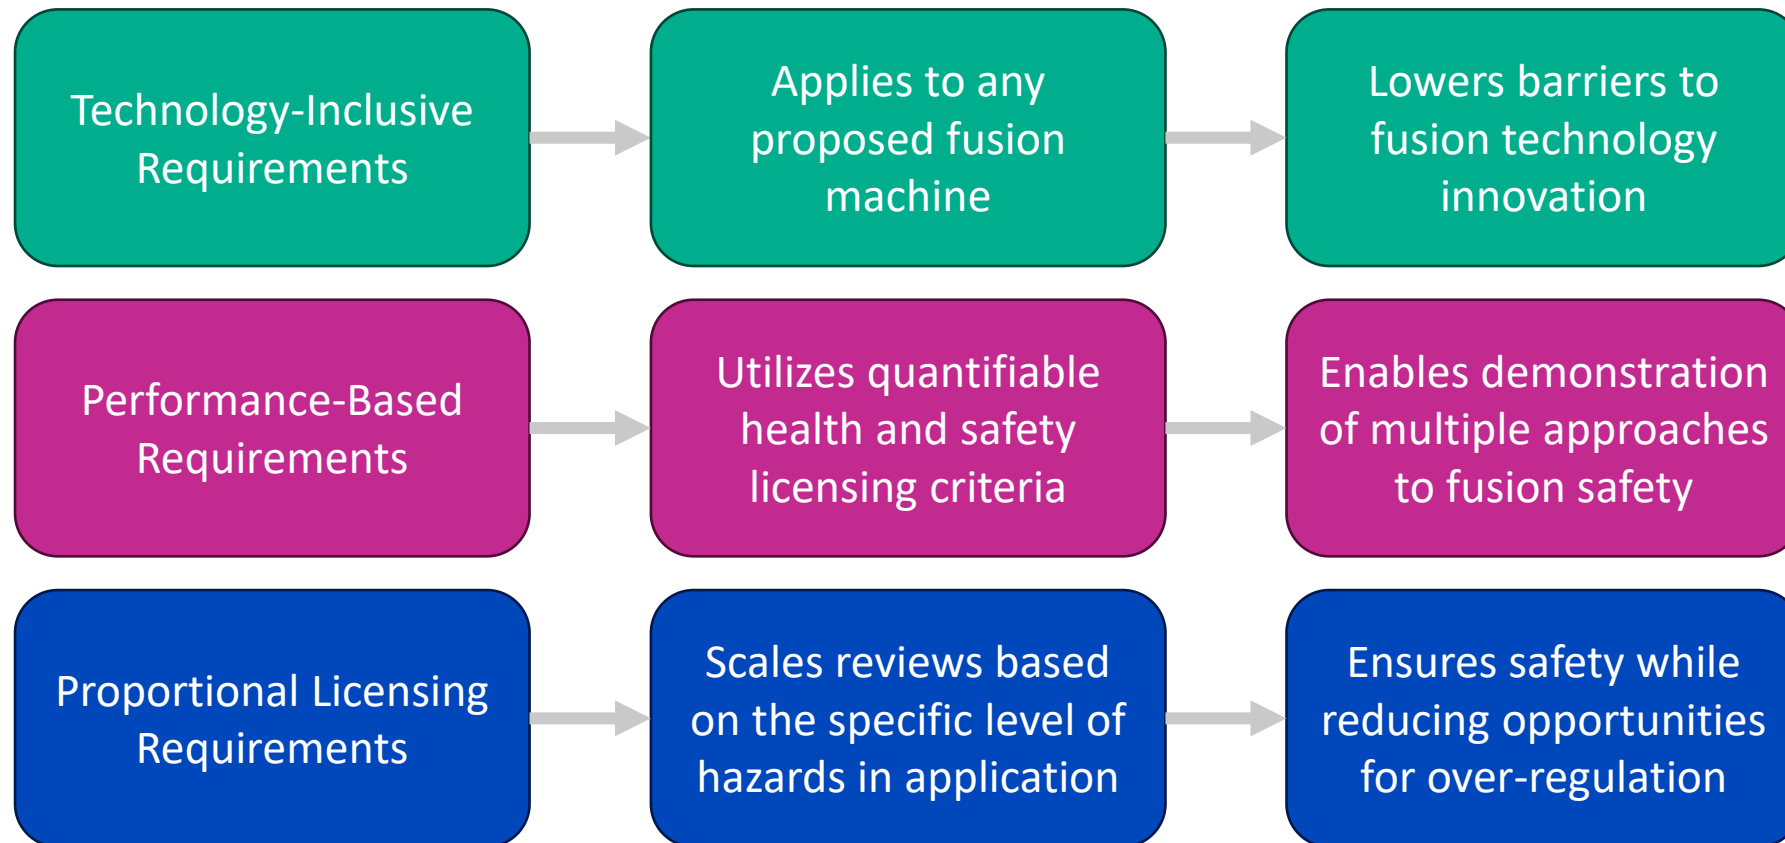 Technology-Inclusive
Requirements
Applies to any
proposed fusion
machine
Lowers barriers to
fusion technology
innovation
Performance-Based
Requirements
Utilizes quantifiable
health and safety
licensing criteria
Enables demonstration
of multiple approaches
to fusion safety
Proportional Licensing
Requirements
Scales reviews based
on the specific level of
hazards in application
Ensures safety while
reducing opportunities
for over-regulation